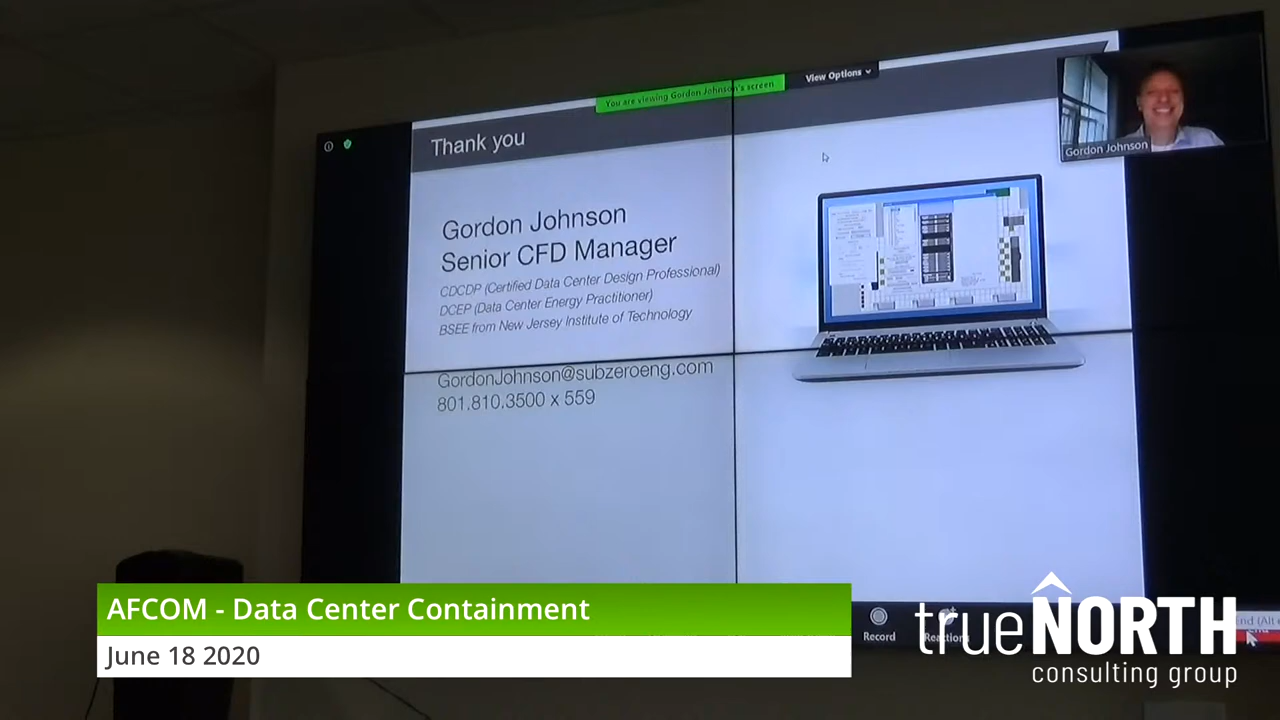 You are viewing Gordon Johnson's screen
View Options
Thank you
Gordon Johnson
Gordon Johnson
Senior CFD Manager
CDCDP (Certified Data Center Design Professional)
DCEP (Data Center Energy Practitioner)
BSEE from New Jersey Institute of Technology
GordonJohnson@subzeroeng.com
801.810.3500 x 559
AFCOM - Data Center Containment
June 18 2020
Record
Reactions
trueNORTH
consulting group